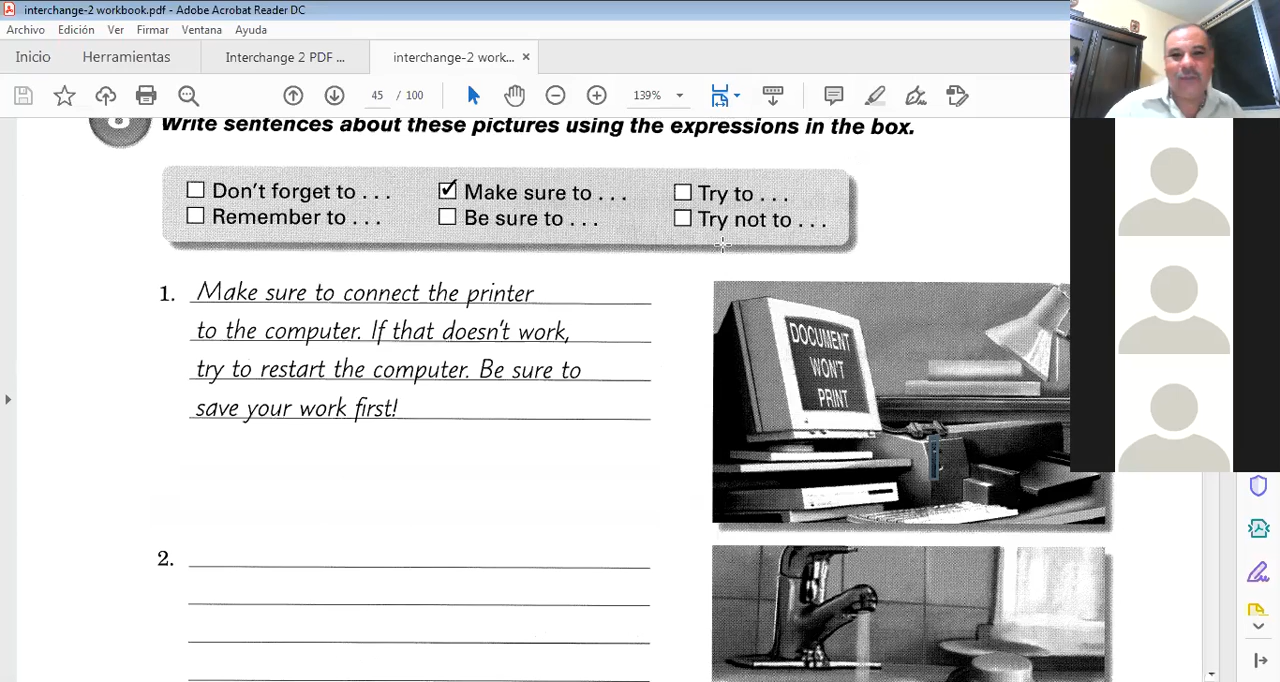 interchange-2 workbook.pdf - Adobe Acrobat Reader DC
Archivo Edición Ver Firmar Ventana Ayuda
Inicio Herramientas Interchange 2 PDF ... interchange-2 work... ×
45 / 100 139%
8 Write sentences about these pictures using the expressions in the box.
Don't forget to . . . Make sure to . . . Try to . . .
Remember to . . . Be sure to . . . Try not to . . .
1. Make sure to connect the printer
to the computer. If that doesn't work,
try to restart the computer. Be sure to
save your work first!
DOCUMENT
WON'T
PRINT
2.